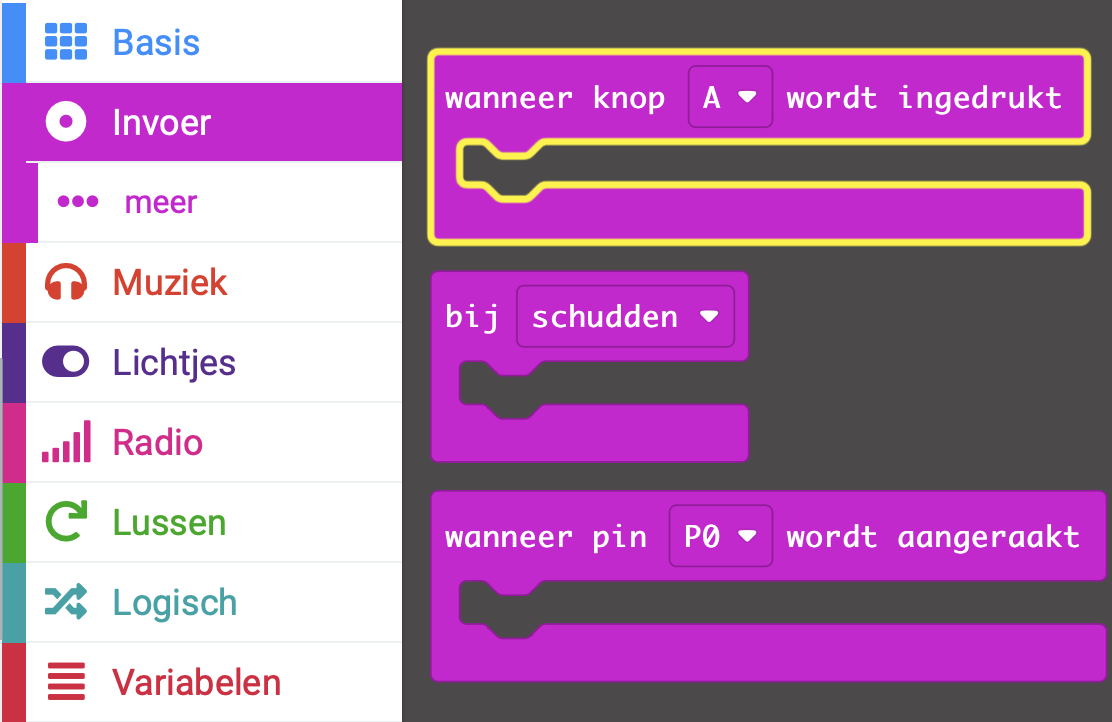 Basis
Invoer
meer
Muziek
Lichtjes
Radio
Lussen
Logisch
Variabelen
wanneer knop A wordt ingedrukt
bij schudden
wanneer pin P0 wordt aangeraakt